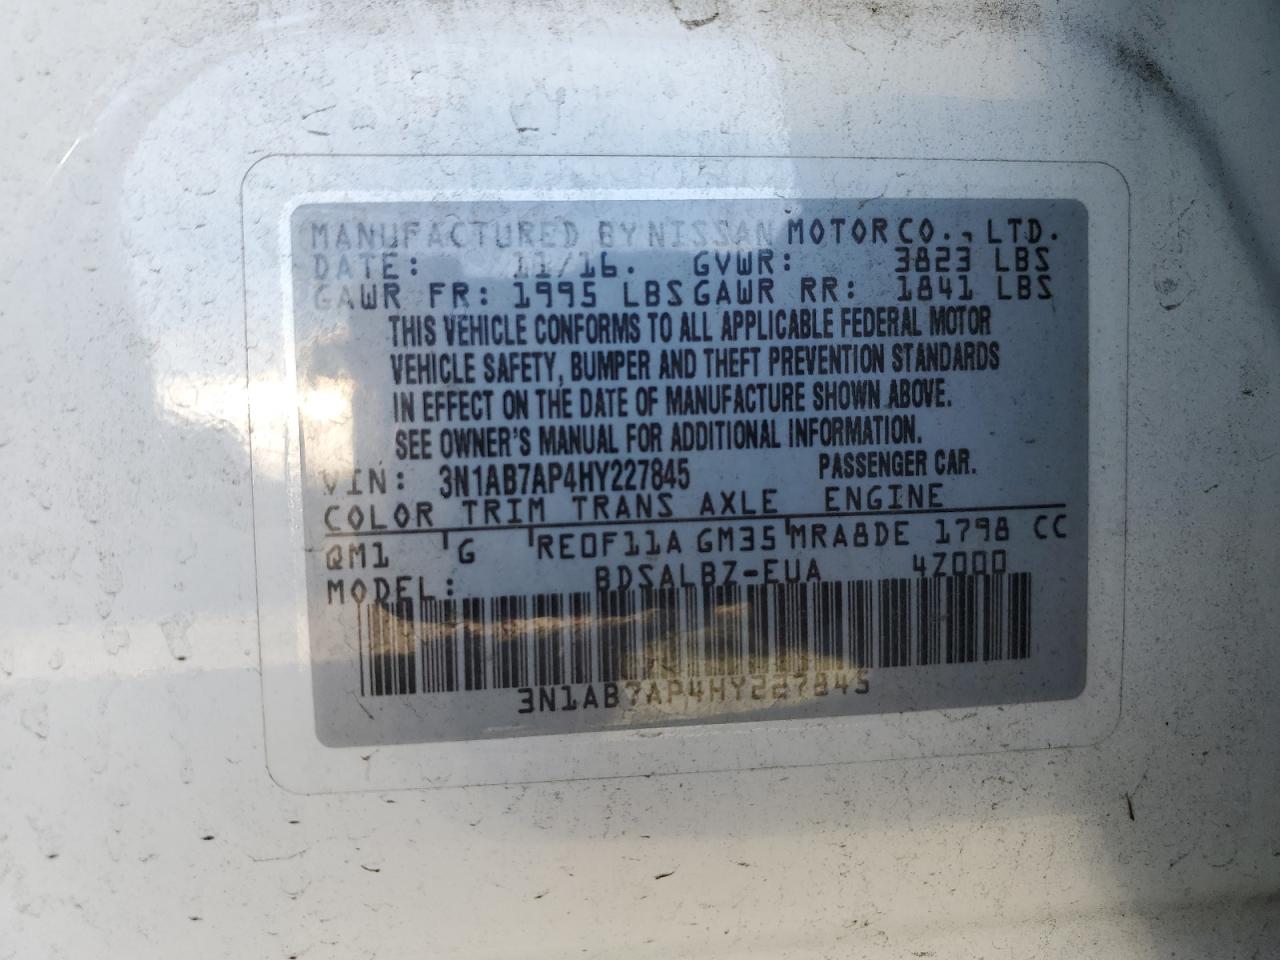 MANUFACTURED BY NISSAN MOTOR CO., LTD.
DATE: 11/16. GVWR: 3823 LBS
GAWR FR: 1995 LBS GAWR RR: 1841 LBS
THIS VEHICLE CONFORMS TO ALL APPLICABLE FEDERAL MOTOR
VEHICLE SAFETY, BUMPER AND THEFT PREVENTION STANDARDS
IN EFFECT ON THE DATE OF MANUFACTURE SHOWN ABOVE.
SEE OWNER'S MANUAL FOR ADDITIONAL INFORMATION.
VIN: 3N1AB7AP4HY227845 PASSENGER CAR.
COLOR TRIM TRANS AXLE ENGINE
QM1 G RE0F11A GM35 MRA8DE 1798 CC
MODEL: BDSALBZ-EUA 4Z000
3N1AB7AP4HY227845